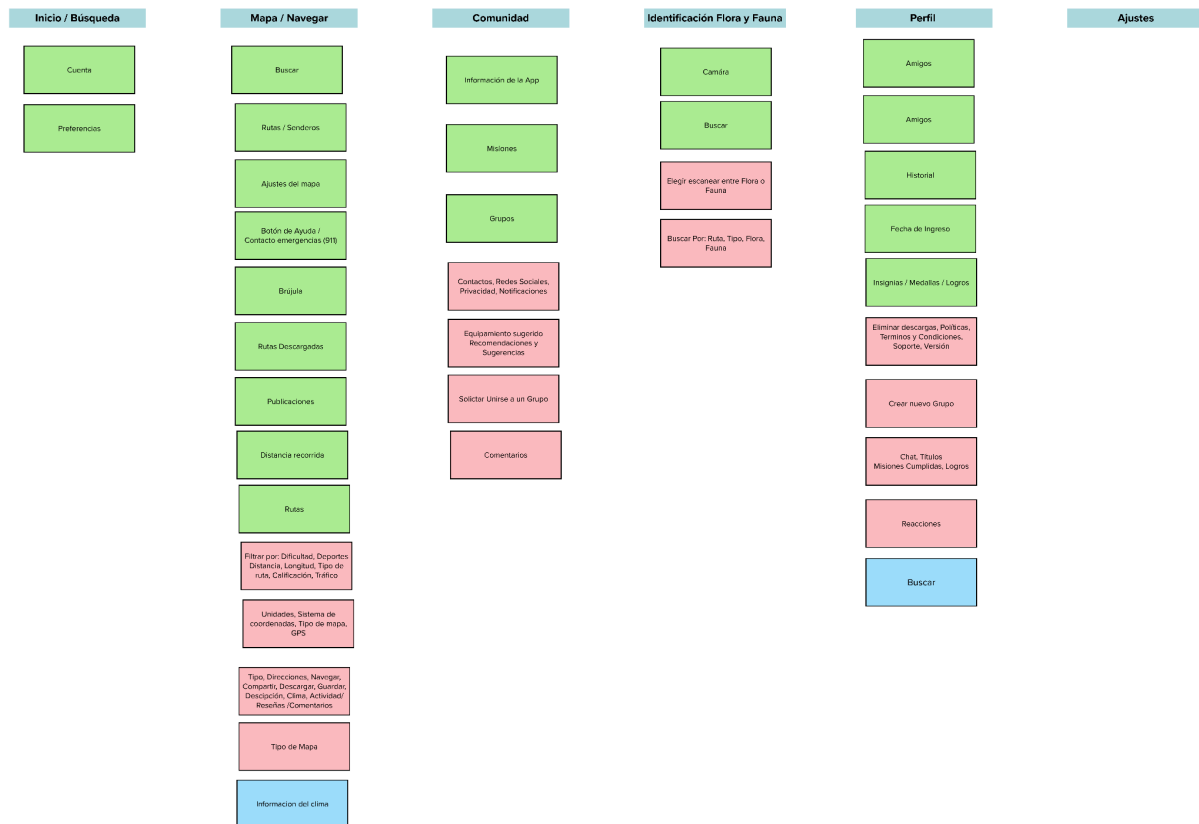 Inicio / Búsqueda
Cuenta
Preferencias
Mapa / Navegar
Buscar
Rutas / Senderos
Ajustes del mapa
Botón de Ayuda /
Contacto emergencias (911)
Brújula
Rutas Descargadas
Publicaciones
Distancia recorrida
Rutas
Filtrar por: Dificultad, Deportes
Distancia, Longitud, Tipo de
ruta, Calificación, Tráfico
Unidades, Sistema de
coordenadas, Tipo de mapa,
GPS
Tipo, Direcciones, Navegar,
Compartir, Descargar, Guardar,
Descipción, Clima, Actividad/
Reseñas /Comentarios
Tipo de Mapa
Informacion del clima
Comunidad
Información de la App
Misiones
Grupos
Contactos, Redes Sociales,
Privacidad, Notificaciones
Equipamiento sugerido
Recomendaciones y
Sugerencias
Solictar Unirse a un Grupo
Comentarios
Identificación Flora y Fauna
Camára
Buscar
Elegir escanear entre Flora o
Fauna
Buscar Por: Ruta, Tipo, Flora,
Fauna
Perfil
Amigos
Amigos
Historial
Fecha de Ingreso
Insignias / Medallas / Logros
Eliminar descargas, Políticas,
Terminos y Condiciones,
Soporte, Versión
Crear nuevo Grupo
Chat, Títulos
Misiones Cumplidas, Logros
Reacciones
Buscar
Ajustes